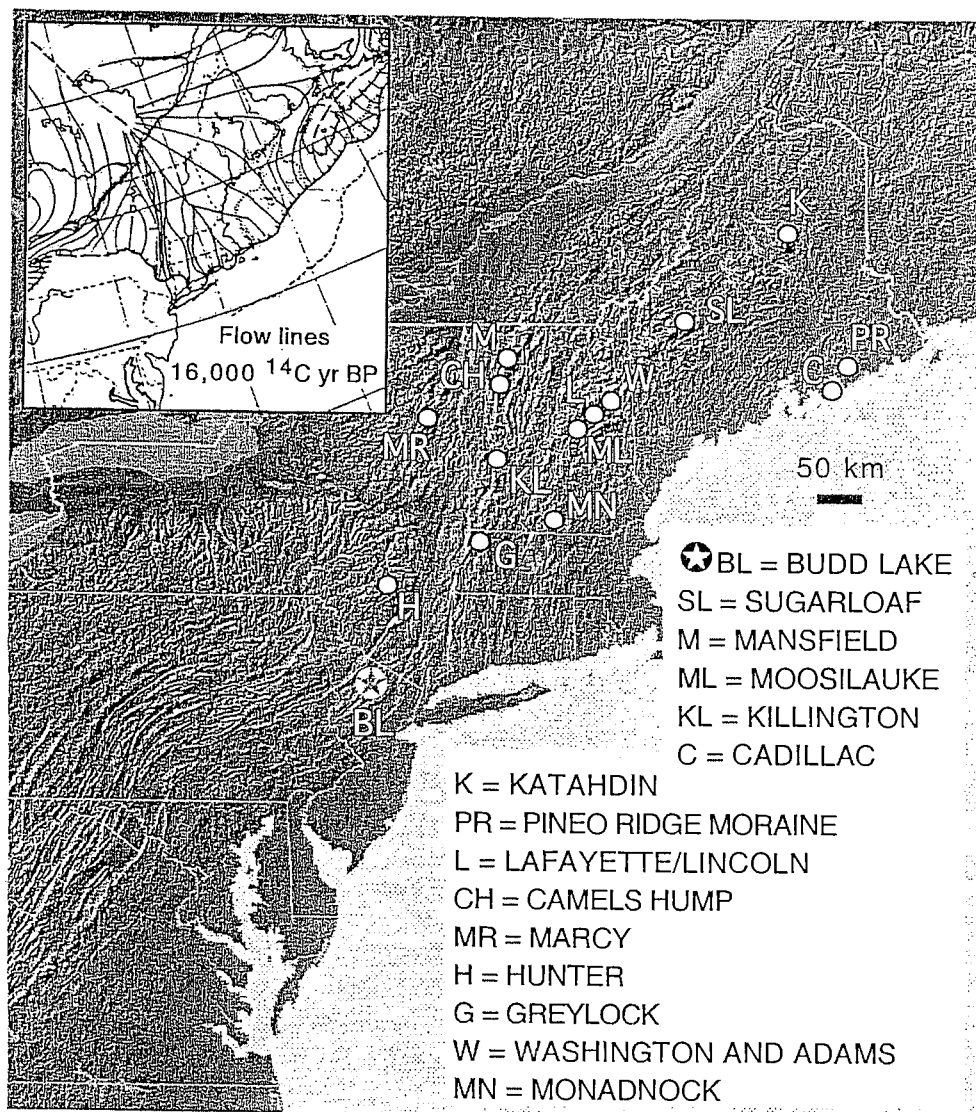 Flow lines
16,000 14C yr BP
K
SL
PR
C
M
CH
L
W
MR
ML
KL
MN
G
H
BL
50 km
BL = BUDD LAKE
SL = SUGARLOAF
M = MANSFIELD
ML = MOOSILAUKE
KL = KILLINGTON
C = CADILLAC
K = KATAHDIN
PR = PINEO RIDGE MORAINE
L = LAFAYETTE/LINCOLN
CH = CAMELS HUMP
MR = MARCY
H = HUNTER
G = GREYLOCK
W = WASHINGTON AND ADAMS
MN = MONADNOCK